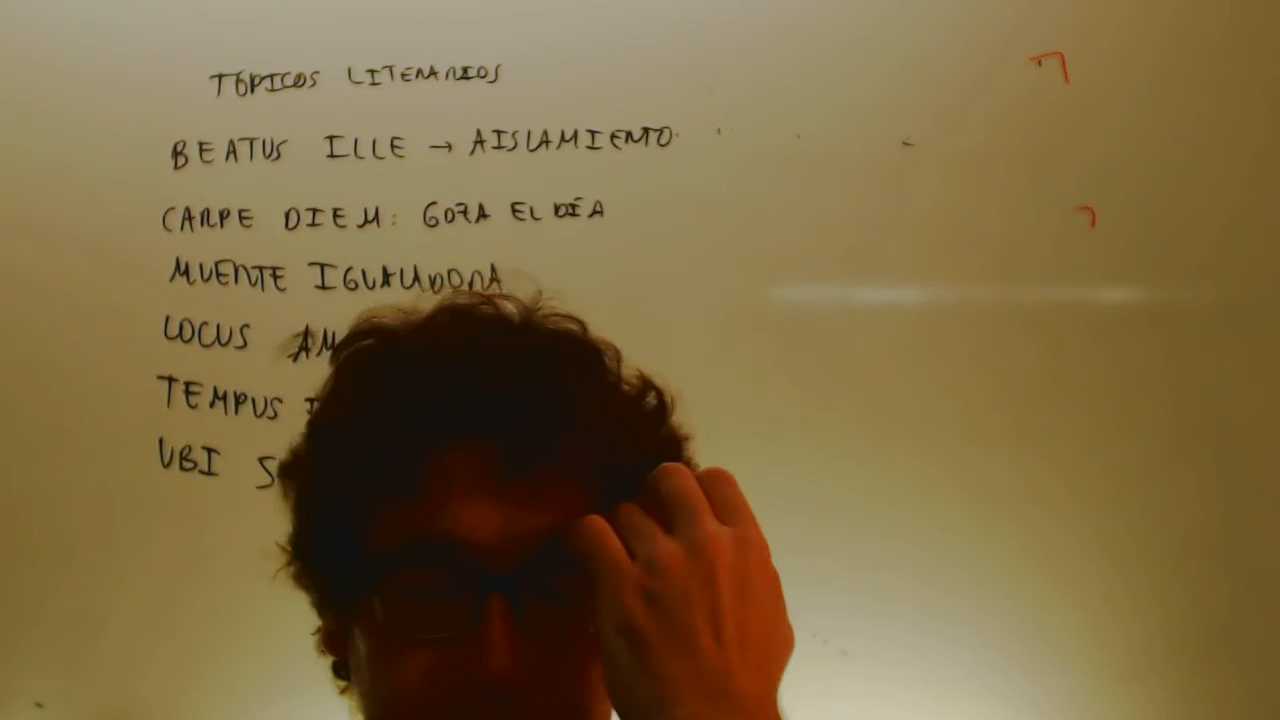 TÓPICOS LITERARIOS
BEATUS ILLE → AISLAMIENTO
CARPE DIEM: GOZA EL DÍA
MUERTE IGUALADORA
LOCUS
TEMPUS
UBI